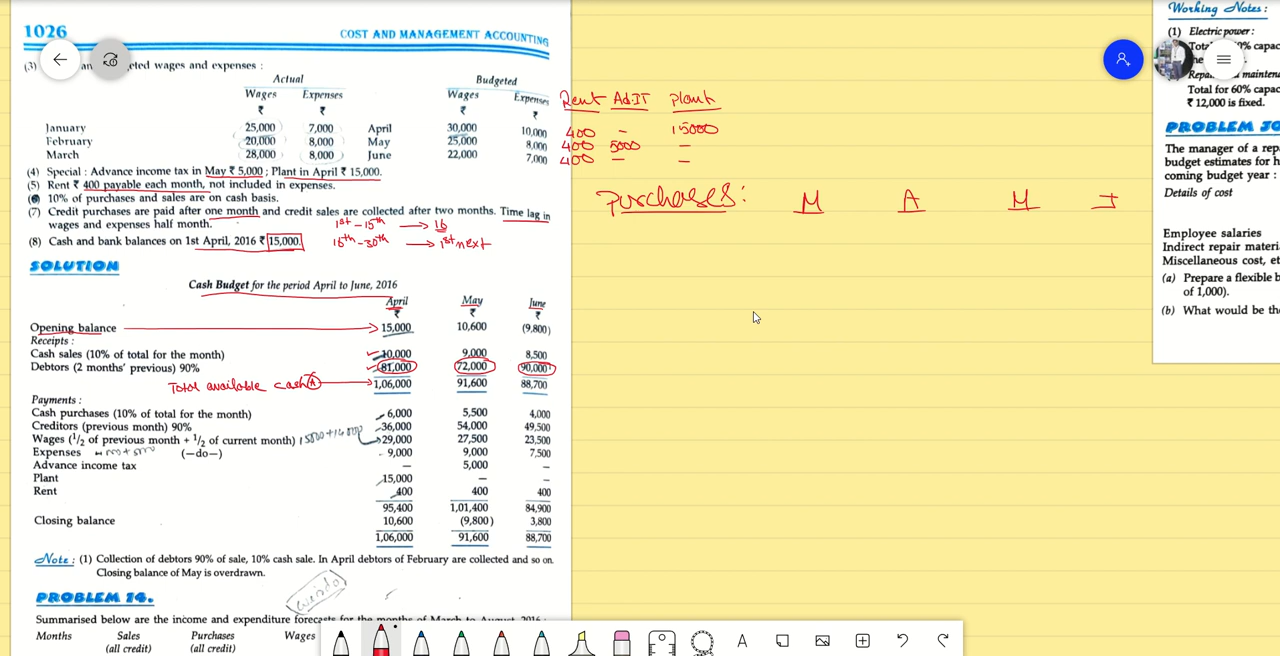 1026
COST AND MANAGEMENT ACCOUNTING
(3)
ted wages and expenses :
Actual Budgeted
Wages Expenses Wages Expenses
₹ ₹ ₹ ₹
January 25,000 7,000 April 30,000 10,000
February 20,000 8,000 May 25,000 8,000
March 28,000 8,000 June 22,000 7,000
(4) Special : Advance income tax in May ₹ 5,000 ; Plant in April ₹ 15,000.
(5) Rent ₹ 400 payable each month, not included in expenses.
10% of purchases and sales are on cash basis.
(7) Credit purchases are paid after one month and credit sales are collected after two months. Time lag in
wages and expenses half month.
1st – 15th → 16
(8) Cash and bank balances on 1st April, 2016 ₹ 15,000.
16th – 30th → 1st next
SOLUTION
Cash Budget for the period April to June, 2016
April May June
₹ ₹ ₹
Opening balance 15,000 10,600 (9,800)
Receipts :
Cash sales (10% of total for the month) 10,000 9,000 8,500
Debtors (2 months' previous) 90% 81,000 72,000 90,000
Total available cash (A) 1,06,000 91,600 88,700
Payments :
Cash purchases (10% of total for the month) 6,000 5,500 4,000
Creditors (previous month) 90% 36,000 54,000 49,500
Wages (1/2 of previous month + 1/2 of current month) 29,000 27,500 23,500
Expenses (—do—) 9,000 9,000 7,500
Advance income tax — 5,000 –
Plant 15,000 — –
Rent 400 400 400
95,400 1,01,400 84,900
Closing balance 10,600 (9,800) 3,800
1,06,000 91,600 88,700
Note : (1) Collection of debtors 90% of sale, 10% cash sale. In April debtors of February are collected and so on.
Closing balance of May is overdrawn.
PROBLEM 14.
Summarised below are the income and expenditure forecasts for the months of March to August, 2016 :
Months Sales Purchases Wages
(all credit) (all credit)
Rent AdIT Plant
400 – 15000
400 5000 –
400 – –
Purchases : M A M J
Working Notes :
(1) Electric power :
% capac
Repai maintena
Total for 60% capac
₹ 12,000 is fixed.
PROBLEM
The manager of a rep
budget estimates for h
coming budget year :
Details of cost
Employee salaries
Indirect repair materi
Miscellaneous cost, et
(a) Prepare a flexible b
of 1,000).
(b) What would be the
A